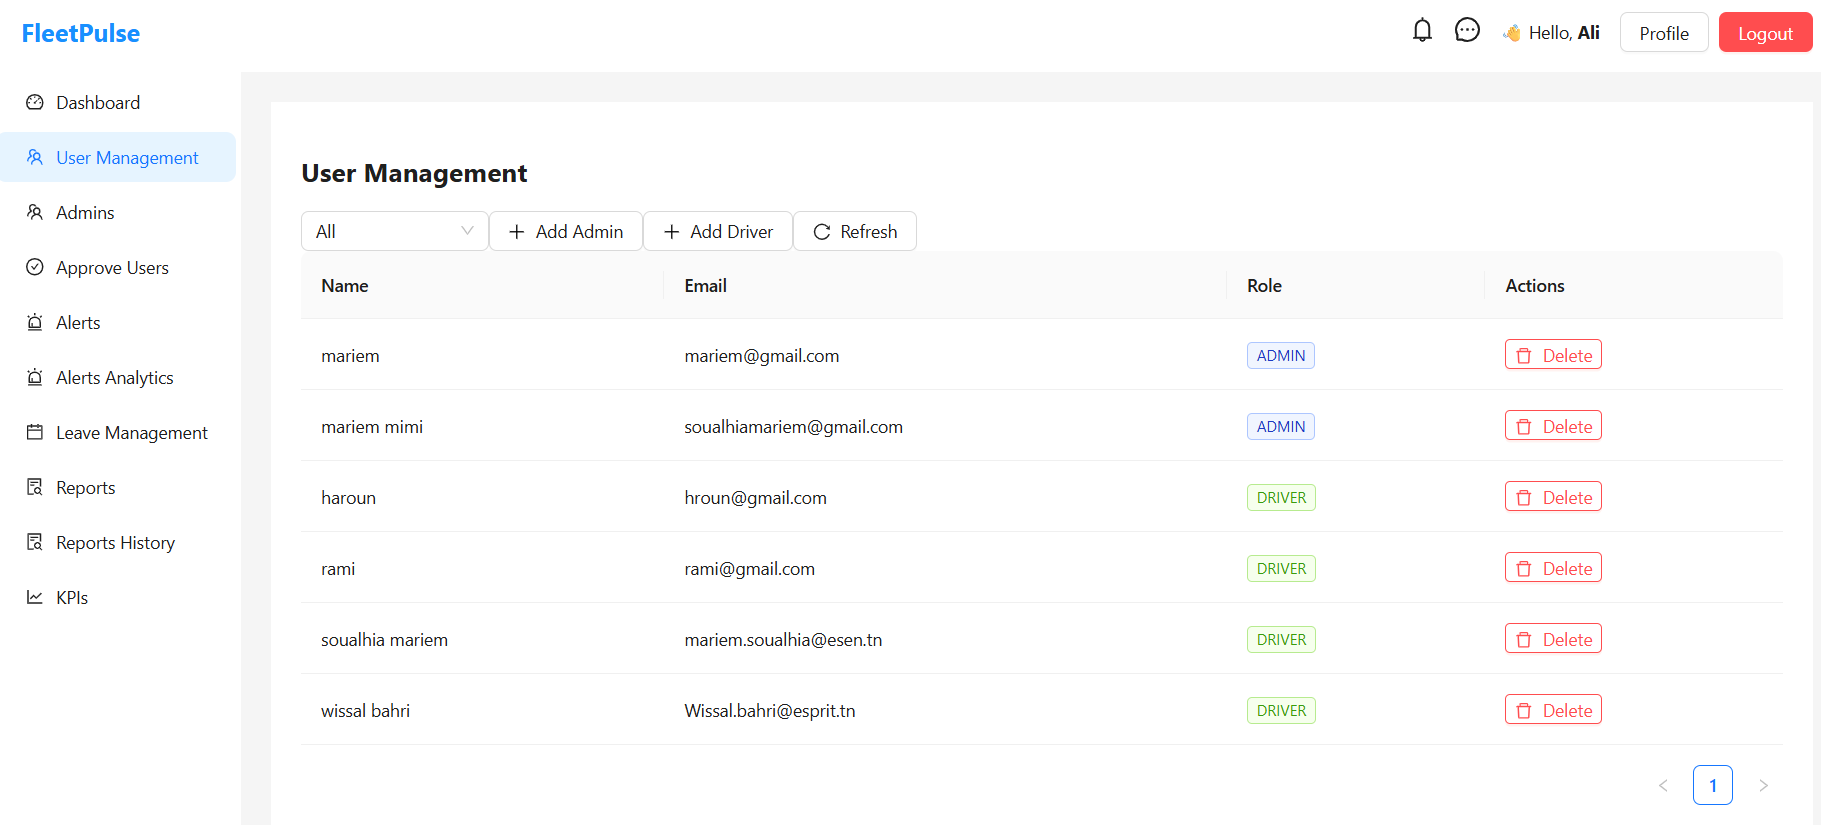 FleetPulse
👋 Hello, Ali
Profile
Logout
Dashboard
User Management
Admins
Approve Users
Alerts
Alerts Analytics
Leave Management
Reports
Reports History
KPIs
User Management
All
Add Admin
Add Driver
Refresh
Name Email Role Actions
mariem mariem@gmail.com ADMIN Delete
mariem mimi soualhiamariem@gmail.com ADMIN Delete
haroun hroun@gmail.com DRIVER Delete
rami rami@gmail.com DRIVER Delete
soualhia mariem mariem.soualhia@esen.tn DRIVER Delete
wissal bahri Wissal.bahri@esprit.tn DRIVER Delete
1